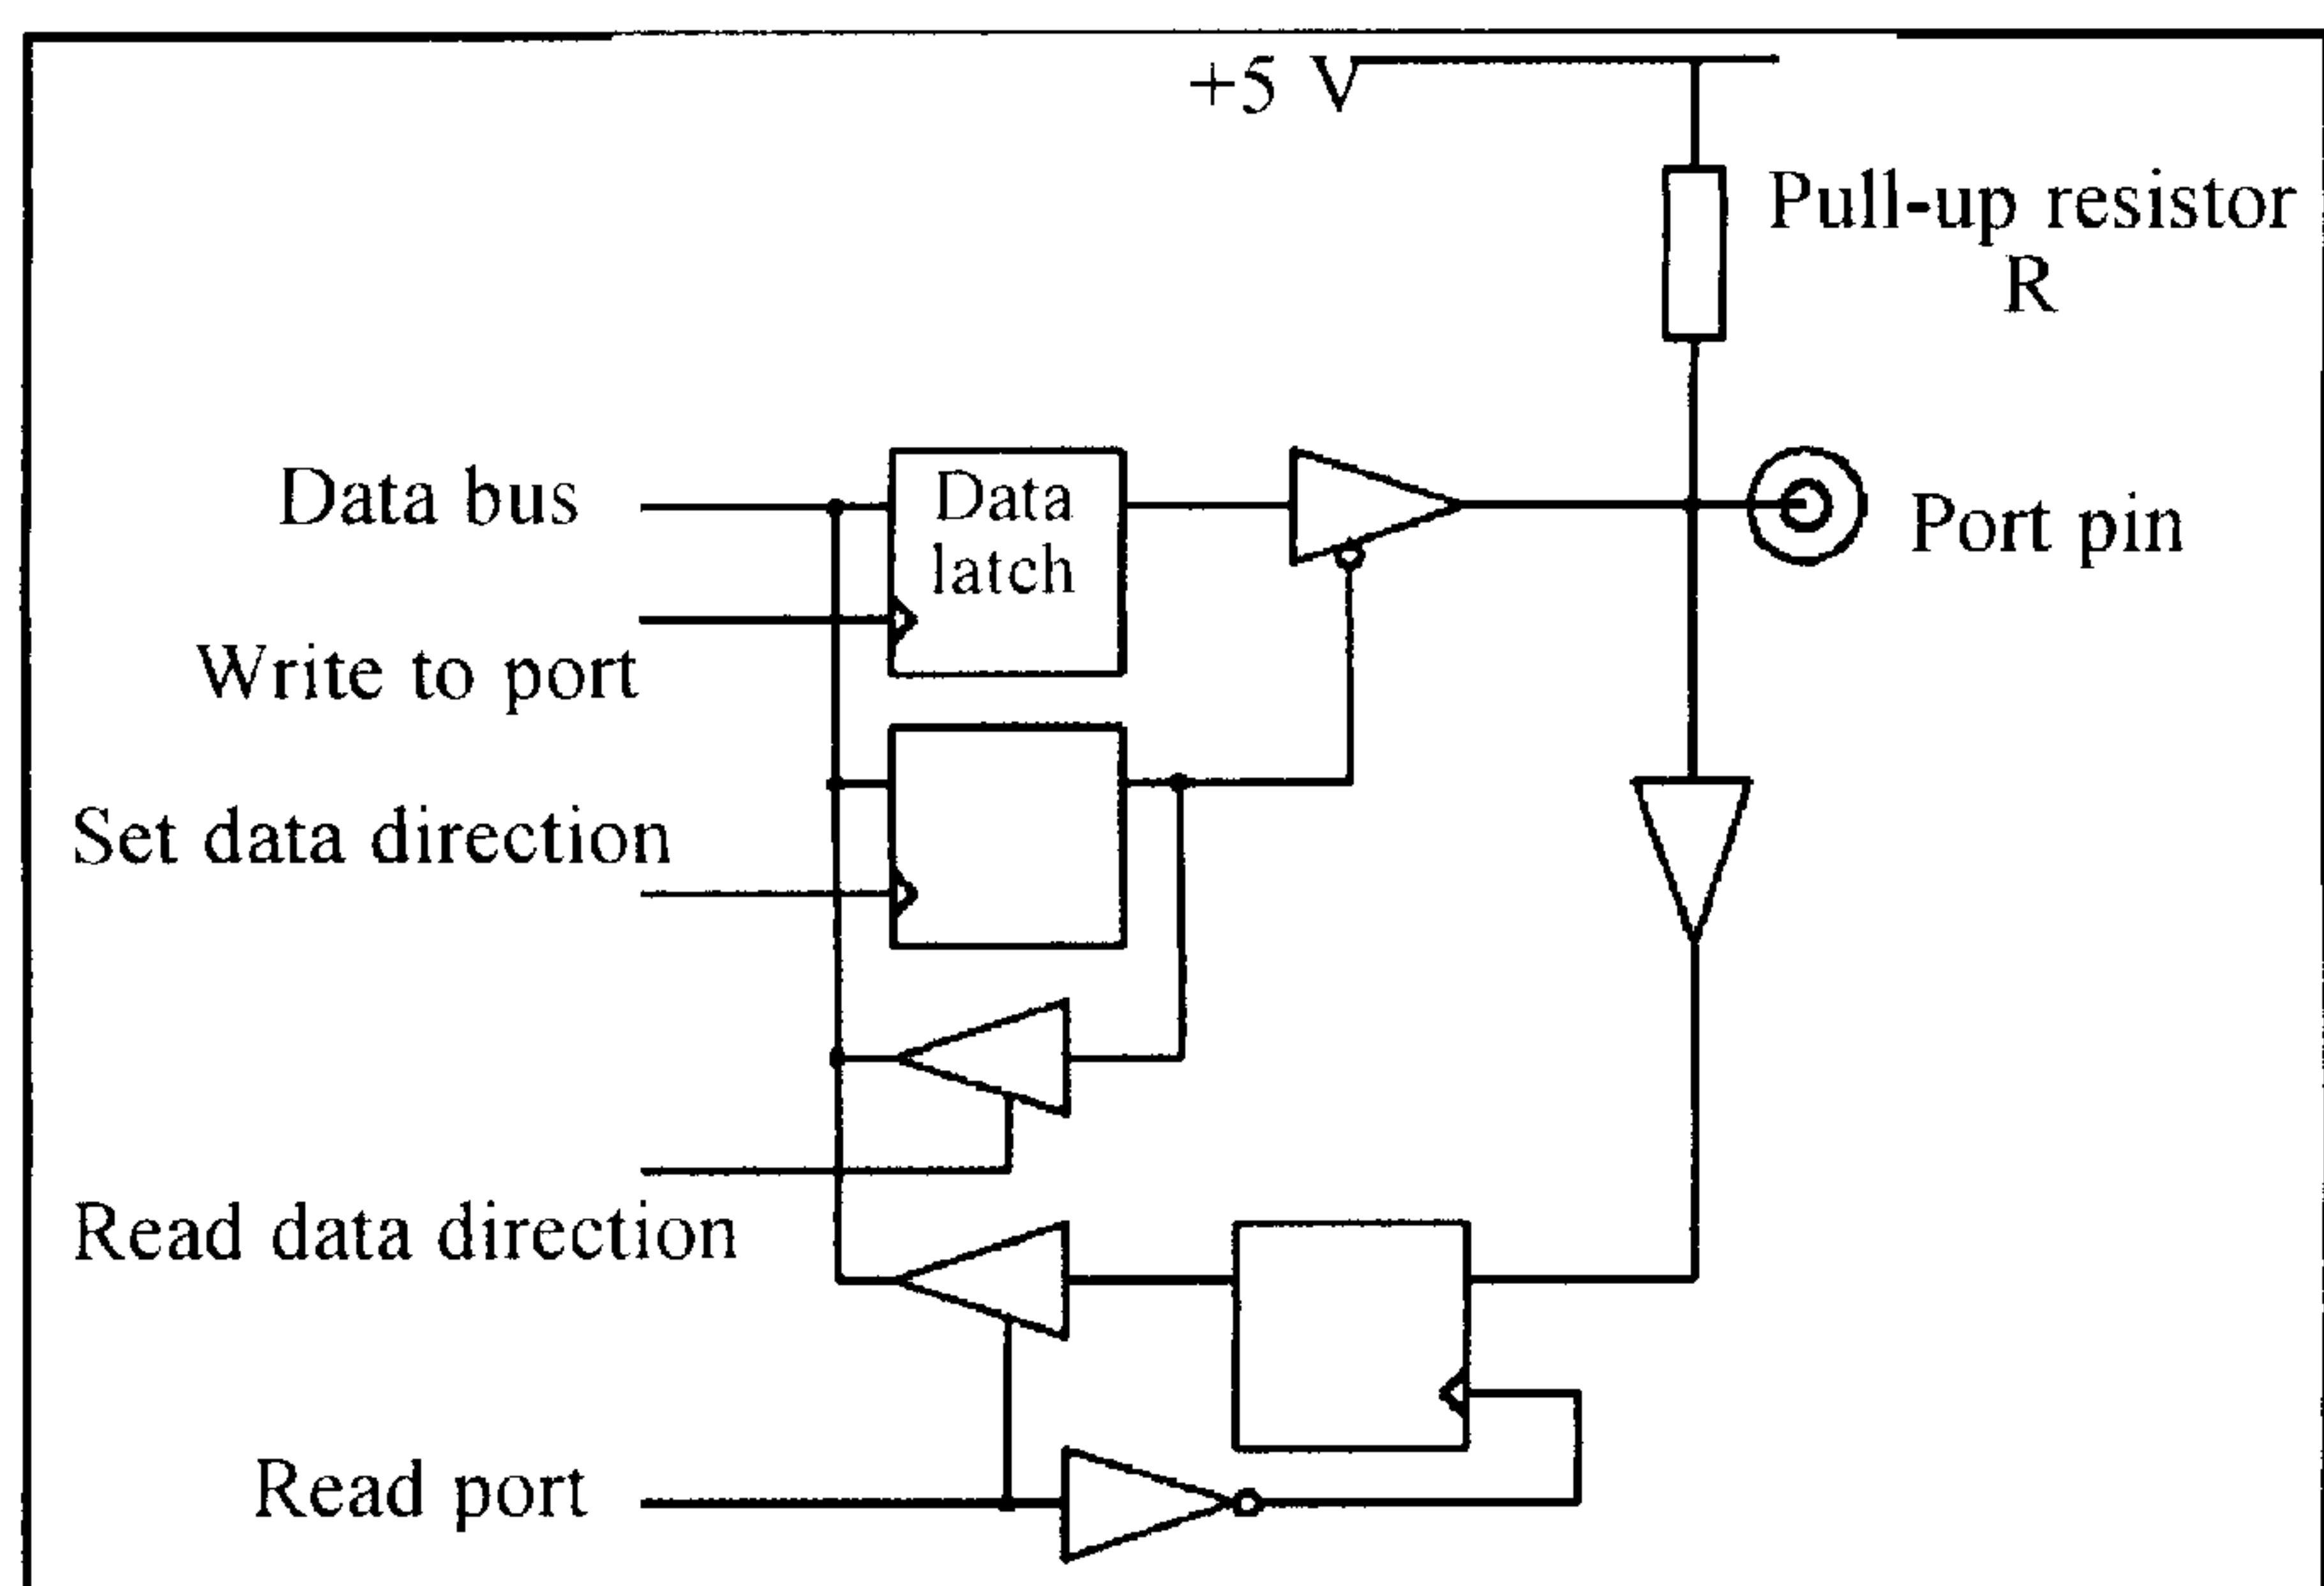 +5 V
Pull-up resistor
R
Data bus
Data
latch
Port pin
Write to port
Set data direction
Read data direction
Read port